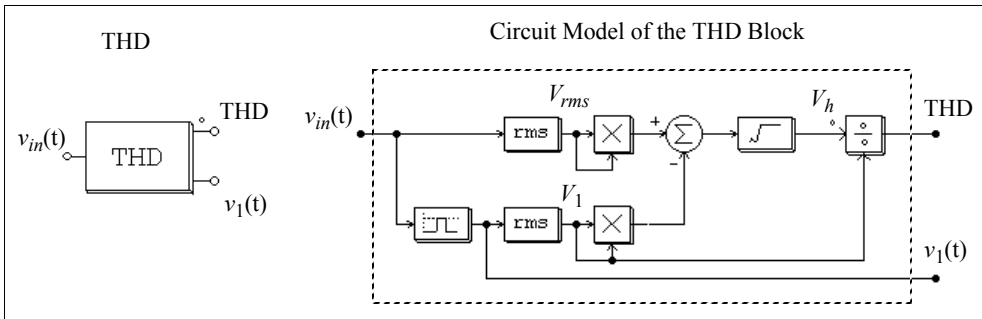 THD
Circuit Model of the THD Block
THD
v_in(t)
THD
v_1(t)
v_in(t)
V_rms
rms
+
Σ
-
√
V_h
÷
THD
V_1
rms
v_1(t)